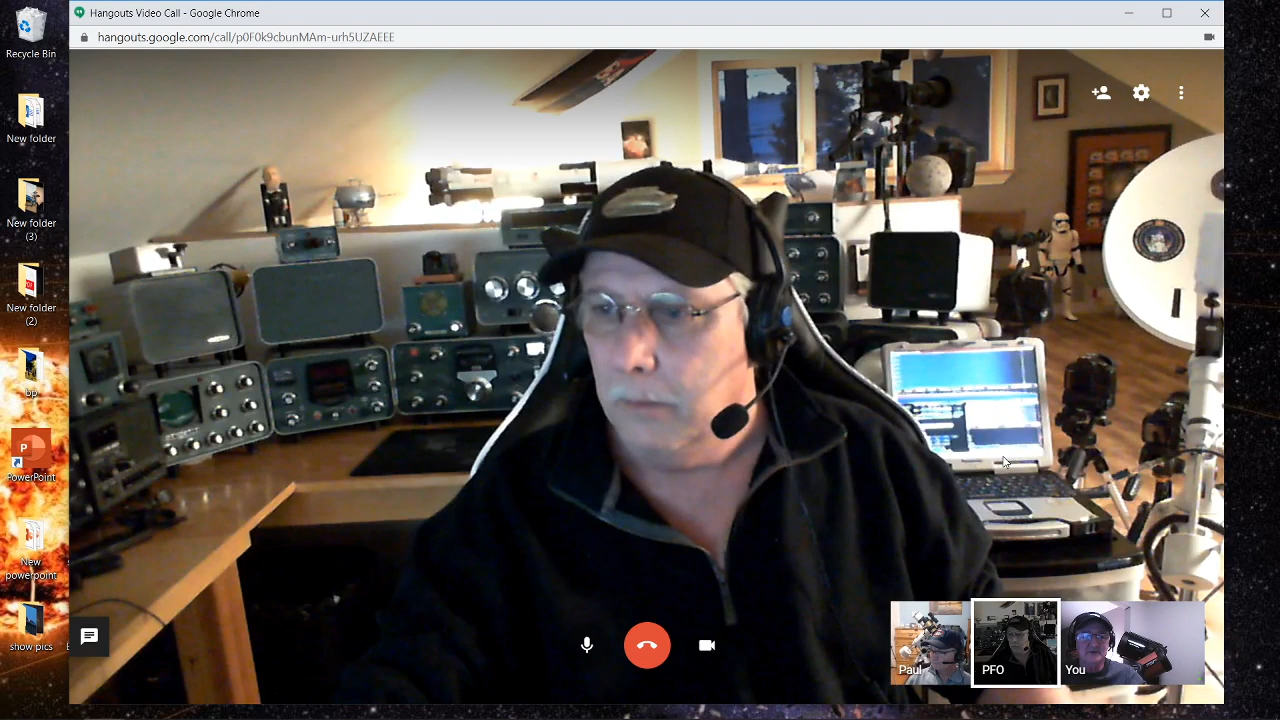 Hangouts Video Call - Google Chrome
hangouts.google.com/call/p0F0k9cbunMAm-urh5UZAEEE
Recycle Bin
New folder
New folder
(3)
New folder
(2)
bp
P
PowerPoint
New
powerpoint
show pics
Paul
PFO
You